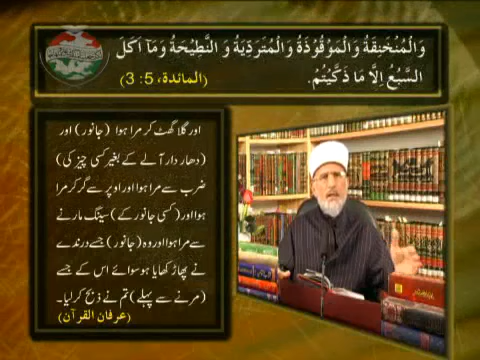 وَالْمُنْخَنِقَةُ وَالْمَوْقُوْذَةُ وَالْمُتَرَدِّيَةُ وَ النَّطِيْحَةُ وَمَآ اَكَلَ
السَّبُعُ اِلَّا مَا ذَكَّيْتُمْ. (المائدة، 5: 3)
اور گلا گھٹ کر مرا ہوا (جانور) اور
(دھار دار آلے کے بغیر کسی چیز کی)
ضرب سے مرا ہوا اور اوپر سے گر کر مرا
ہوا اور (کسی جانور کے) سینگ مارنے
سے مرا ہوا اور وہ (جانور) جسے درندے
نے پھاڑ کھایا ہو سوائے اس کے جسے
(مرنے سے پہلے) تم نے ذبح کر لیا۔
(عرفان القرآن)